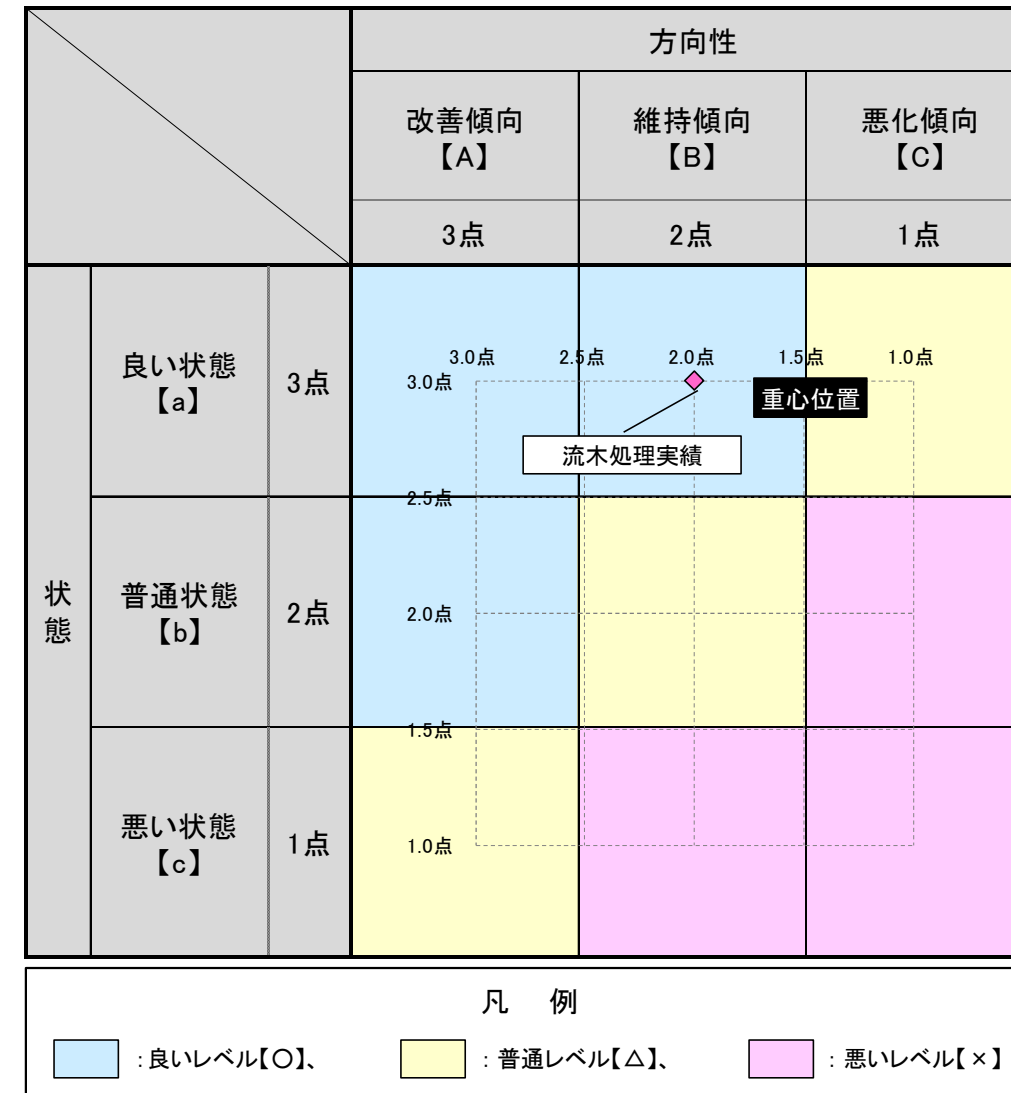 方向性
改善傾向
【A】
維持傾向
【B】
悪化傾向
【C】
3点
2点
1点
状態
良い状態
【a】
3点
普通状態
【b】
2点
悪い状態
【c】
1点
3.0点
2.5点
2.0点
1.5点
1.0点
3.0点
重心位置
流木処理実績
2.5点
2.0点
1.5点
1.0点
凡 例
：良いレベル【○】、
：普通レベル【△】、
：悪いレベル【×】